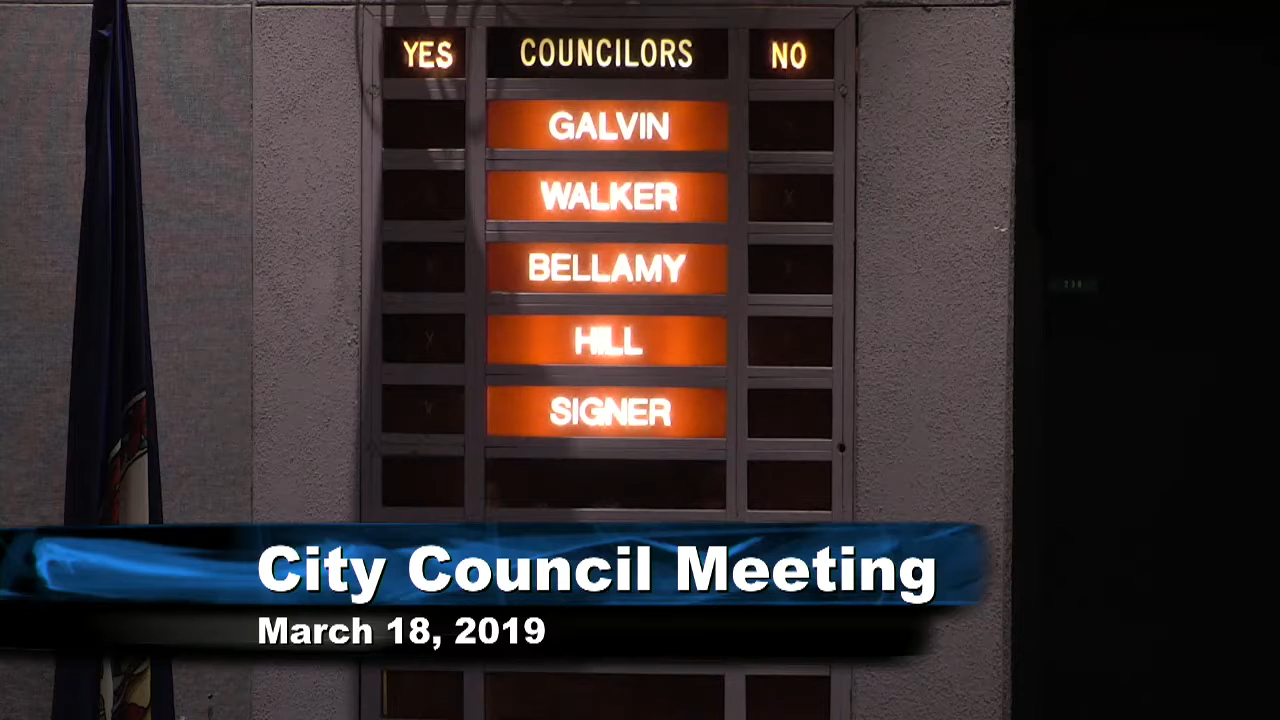 YES COUNCILORS NO
GALVIN
WALKER
BELLAMY
HILL
SIGNER
City Council Meeting
March 18, 2019